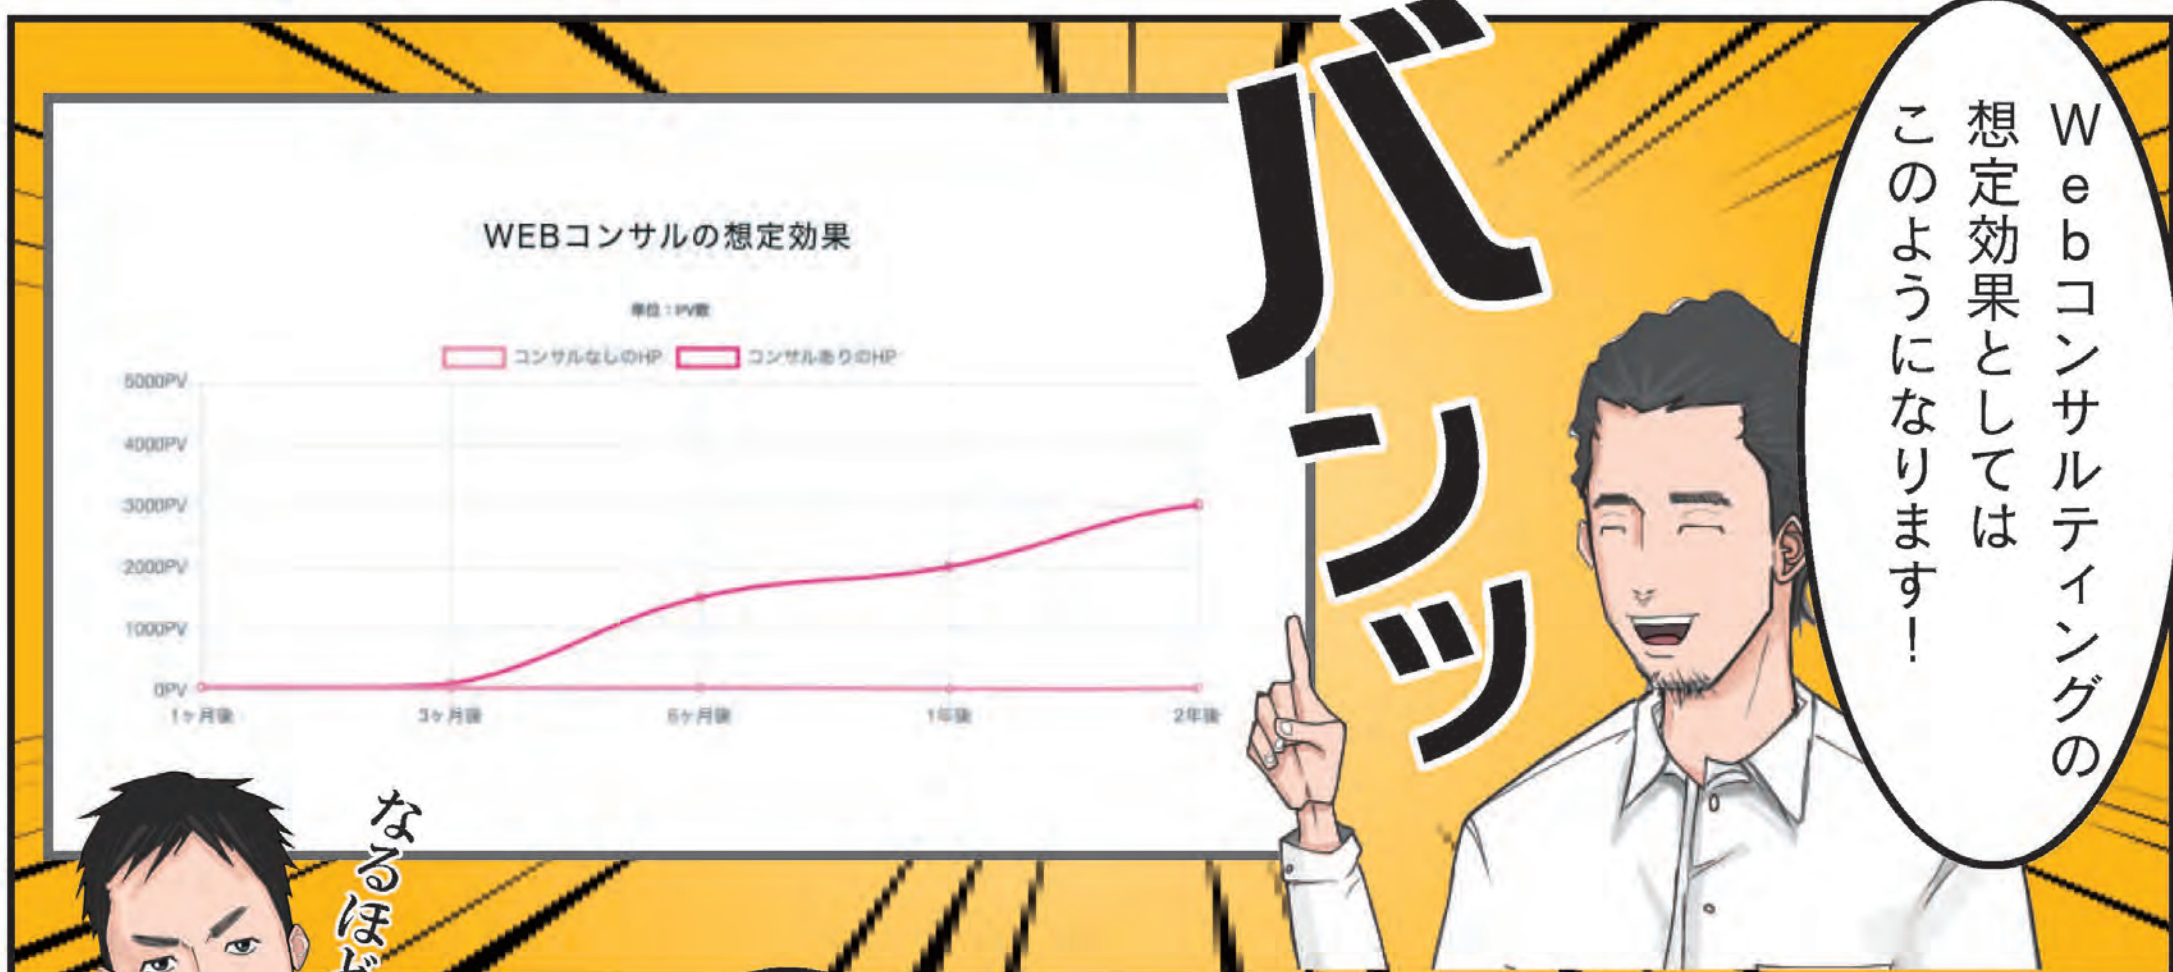 Webコンサルティングの
想定効果としては
このようになります!
バンッ
WEBコンサルの想定効果
単位:PV数
コンサルなしのHP コンサルありのHP
5000PV
4000PV
3000PV
2000PV
1000PV
0PV
1ヶ月後 3ヶ月後 6ヶ月後 1年後 2年後
なるほど